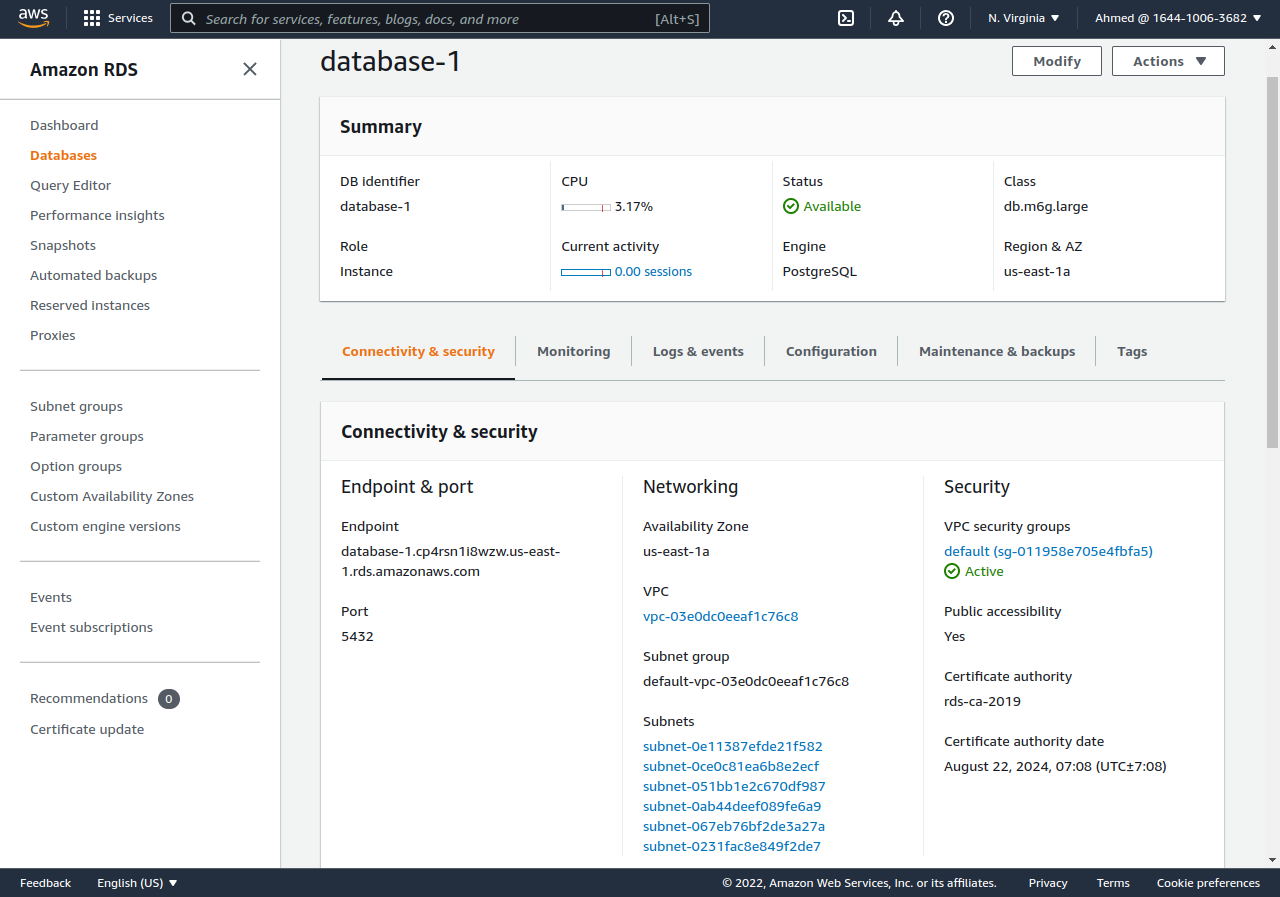 aws
Services
Search for services, features, blogs, docs, and more
[Alt+S]
N. Virginia
Ahmed @ 1644-1006-3682
Amazon RDS
Dashboard
Databases
Query Editor
Performance insights
Snapshots
Automated backups
Reserved instances
Proxies
Subnet groups
Parameter groups
Option groups
Custom Availability Zones
Custom engine versions
Events
Event subscriptions
Recommendations 0
Certificate update
database-1
Modify
Actions
Summary
DB identifier
database-1
CPU
3.17%
Status
Available
Class
db.m6g.large
Role
Instance
Current activity
0.00 sessions
Engine
PostgreSQL
Region & AZ
us-east-1a
Connectivity & security
Monitoring
Logs & events
Configuration
Maintenance & backups
Tags
Connectivity & security
Endpoint & port
Endpoint
database-1.cp4rsn1i8wzw.us-east-
1.rds.amazonaws.com
Port
5432
Networking
Availability Zone
us-east-1a
VPC
vpc-03e0dc0eeaf1c76c8
Subnet group
default-vpc-03e0dc0eeaf1c76c8
Subnets
subnet-0e11387efde21f582
subnet-0ce0c81ea6b8e2ecf
subnet-051bb1e2c670df987
subnet-0ab44deef089fe6a9
subnet-067eb76bf2de3a27a
subnet-0231fac8e849f2de7
Security
VPC security groups
default (sg-011958e705e4fbfa5)
Active
Public accessibility
Yes
Certificate authority
rds-ca-2019
Certificate authority date
August 22, 2024, 07:08 (UTC±7:08)
Feedback
English (US)
© 2022, Amazon Web Services, Inc. or its affiliates.
Privacy
Terms
Cookie preferences